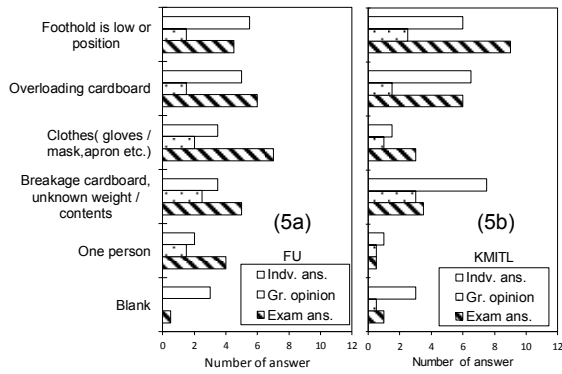 Foothold is low or
position
Overloading cardboard
Clothes( gloves /
mask,apron etc.)
Breakage cardboard,
unknown weight /
contents
One person
Blank
(5a)
FU
Indv. ans.
Gr. opinion
Exam ans.
0 2 4 6 8 10 12
Number of answer
(5b)
KMITL
Indv. ans.
Gr. opinion
Exam ans.
0 2 4 6 8 10 12
Number of answer